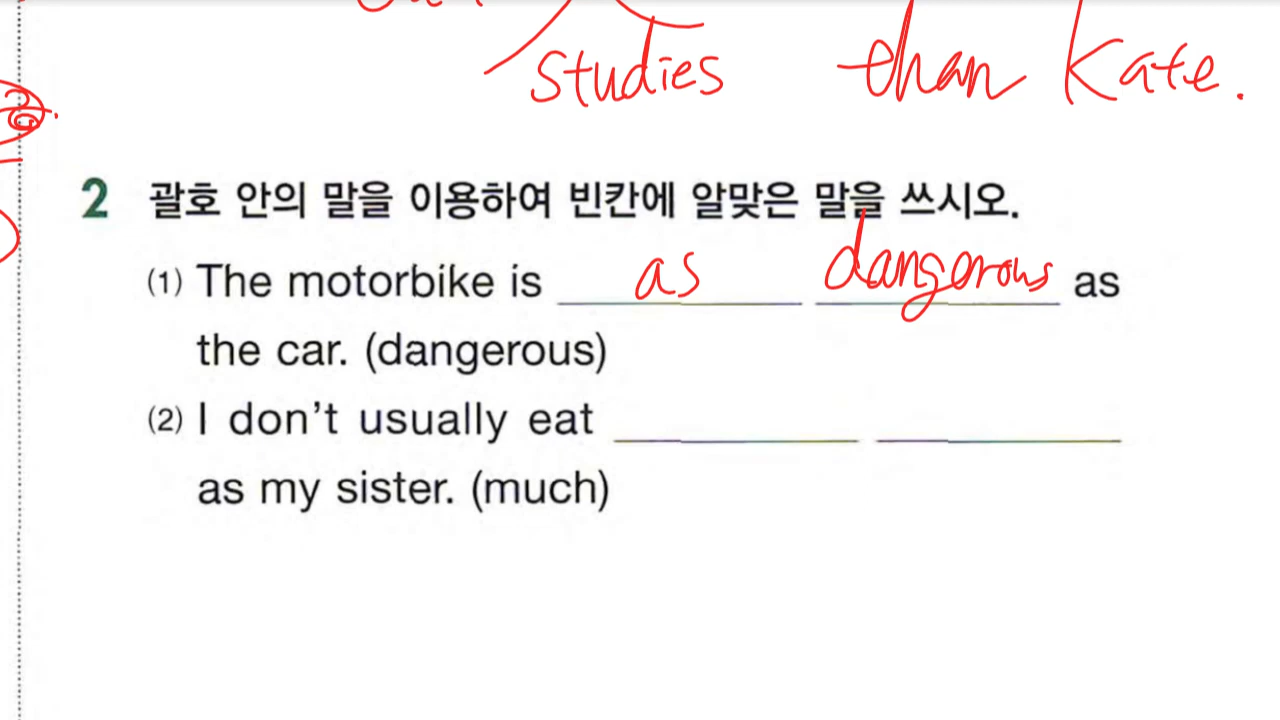 studies than Kate.
2 괄호 안의 말을 이용하여 빈칸에 알맞은 말을 쓰시오.
(1) The motorbike is as dangerous as
the car. (dangerous)
(2) I don't usually eat ____ ____
as my sister. (much)